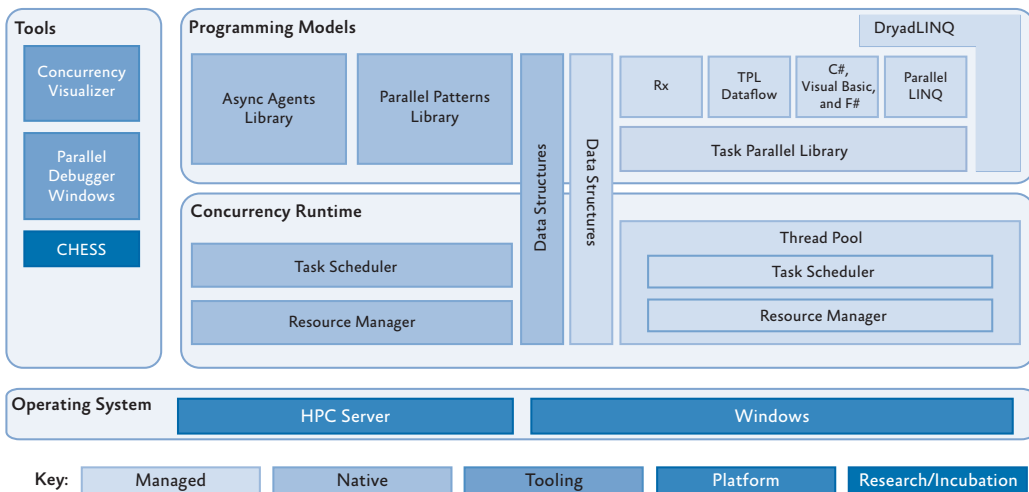 Tools
Concurrency
Visualizer
Parallel
Debugger
Windows
CHESS
Programming Models
Async Agents
Library
Parallel Patterns
Library
Data Structures
Data Structures
DryadLINQ
Rx
TPL
Dataflow
C#,
Visual Basic,
and F#
Parallel
LINQ
Task Parallel Library
Concurrency Runtime
Task Scheduler
Resource Manager
Thread Pool
Task Scheduler
Resource Manager
Operating System
HPC Server
Windows
Key:
Managed
Native
Tooling
Platform
Research/Incubation